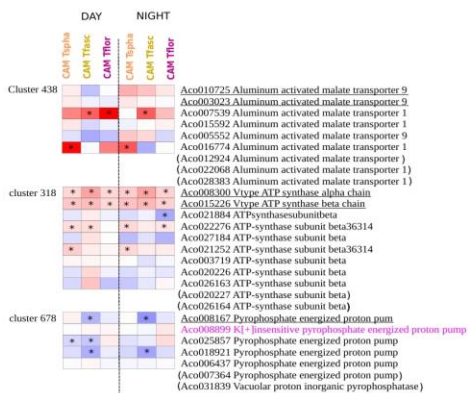 DAY NIGHT
CAM Tspha CAM Tfasc CAM Tflor CAM Tspha CAM Tfasc CAM Tflor
Cluster 438 Aco010725 Aluminum activated malate transporter 9
Aco003023 Aluminum activated malate transporter 9
* * * Aco007539 Aluminum activated malate transporter 1
Aco015592 Aluminum activated malate transporter 1
Aco005552 Aluminum activated malate transporter 9
* * Aco016774 Aluminum activated malate transporter 1
(Aco012924 Aluminum activated malate transporter)
(Aco022068 Aluminum activated malate transporter 1)
(Aco028383 Aluminum activated malate transporter 1)
cluster 318 * * * * * * Aco008300 Vtype ATP synthase alpha chain
* * * * * * Aco015226 Vtype ATP synthase beta chain
* Aco021884 ATPsynthasesubunitbeta
* * * * Aco022276 ATP-synthase subunit beta36314
Aco027184 ATP-synthase subunit beta
* * Aco021252 ATP-synthase subunit beta36314
Aco003719 ATP-synthase subunit beta
Aco020226 ATP-synthase subunit beta
Aco026163 ATP-synthase subunit beta
(Aco020227 ATP-synthase subunit beta)
(Aco026164 ATP-synthase subunit beta)
cluster 678 * * Aco008167 Pyrophosphate energized proton pum
Aco008899 K[+]insensitive pyrophosphate energized proton pump
* * Aco025857 Pyrophosphate energized proton pump
* * Aco018921 Pyrophosphate energized proton pump
Aco006437 Pyrophosphate energized proton pump
(Aco007364 Pyrophosphate energized proton pump)
(Aco031839 Vacuolar proton inorganic pyrophosphatase)